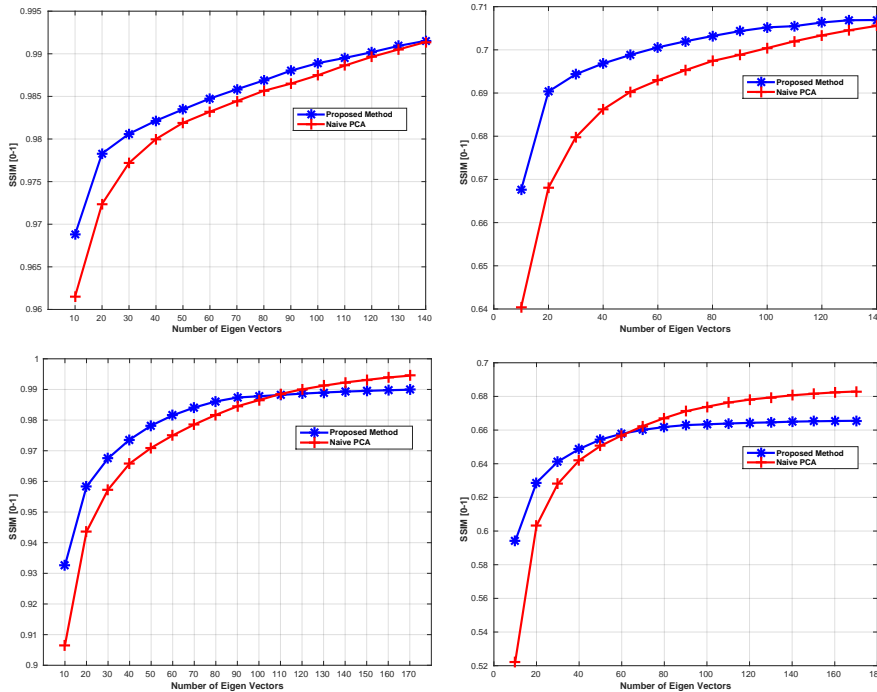 0.995
0.99
0.985
0.98
0.975
0.97
0.965
0.96
SSIM [0-1]
10 20 30 40 50 60 70 80 90 100 110 120 130 140
Number of Eigen Vectors
Proposed Method
Naive PCA
0.71
0.7
0.69
0.68
0.67
0.66
0.65
0.64
SSIM [0-1]
0 20 40 60 80 100 120 140
Number of Eigen Vectors
Proposed Method
Naive PCA
1
0.99
0.98
0.97
0.96
0.95
0.94
0.93
0.92
0.91
0.9
SSIM [0-1]
10 20 30 40 50 60 70 80 90 100 110 120 130 140 150 160 170
Number of Eigen Vectors
Proposed Method
Naive PCA
0.7
0.68
0.66
0.64
0.62
0.6
0.58
0.56
0.54
0.52
SSIM [0-1]
0 20 40 60 80 100 120 140 160 18
Number of Eigen Vectors
Proposed Method
Naive PCA